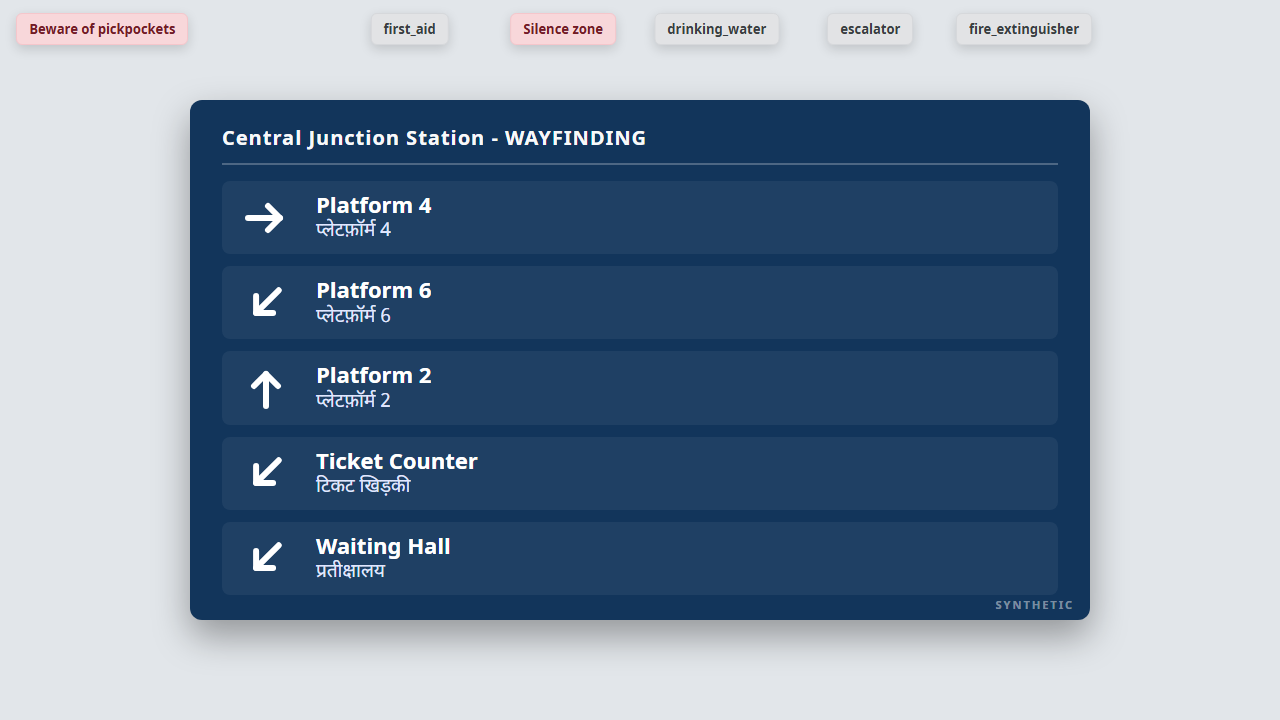 Beware of pickpockets
first_aid
Silence zone
drinking_water
escalator
fire_extinguisher
Central Junction Station - WAYFINDING
Platform 4
प्लेटफ़ॉर्म 4
Platform 6
प्लेटफ़ॉर्म 6
Platform 2
प्लेटफ़ॉर्म 2
Ticket Counter
टिकट खिड़की
Waiting Hall
प्रतीक्षालय
SYNTHETIC